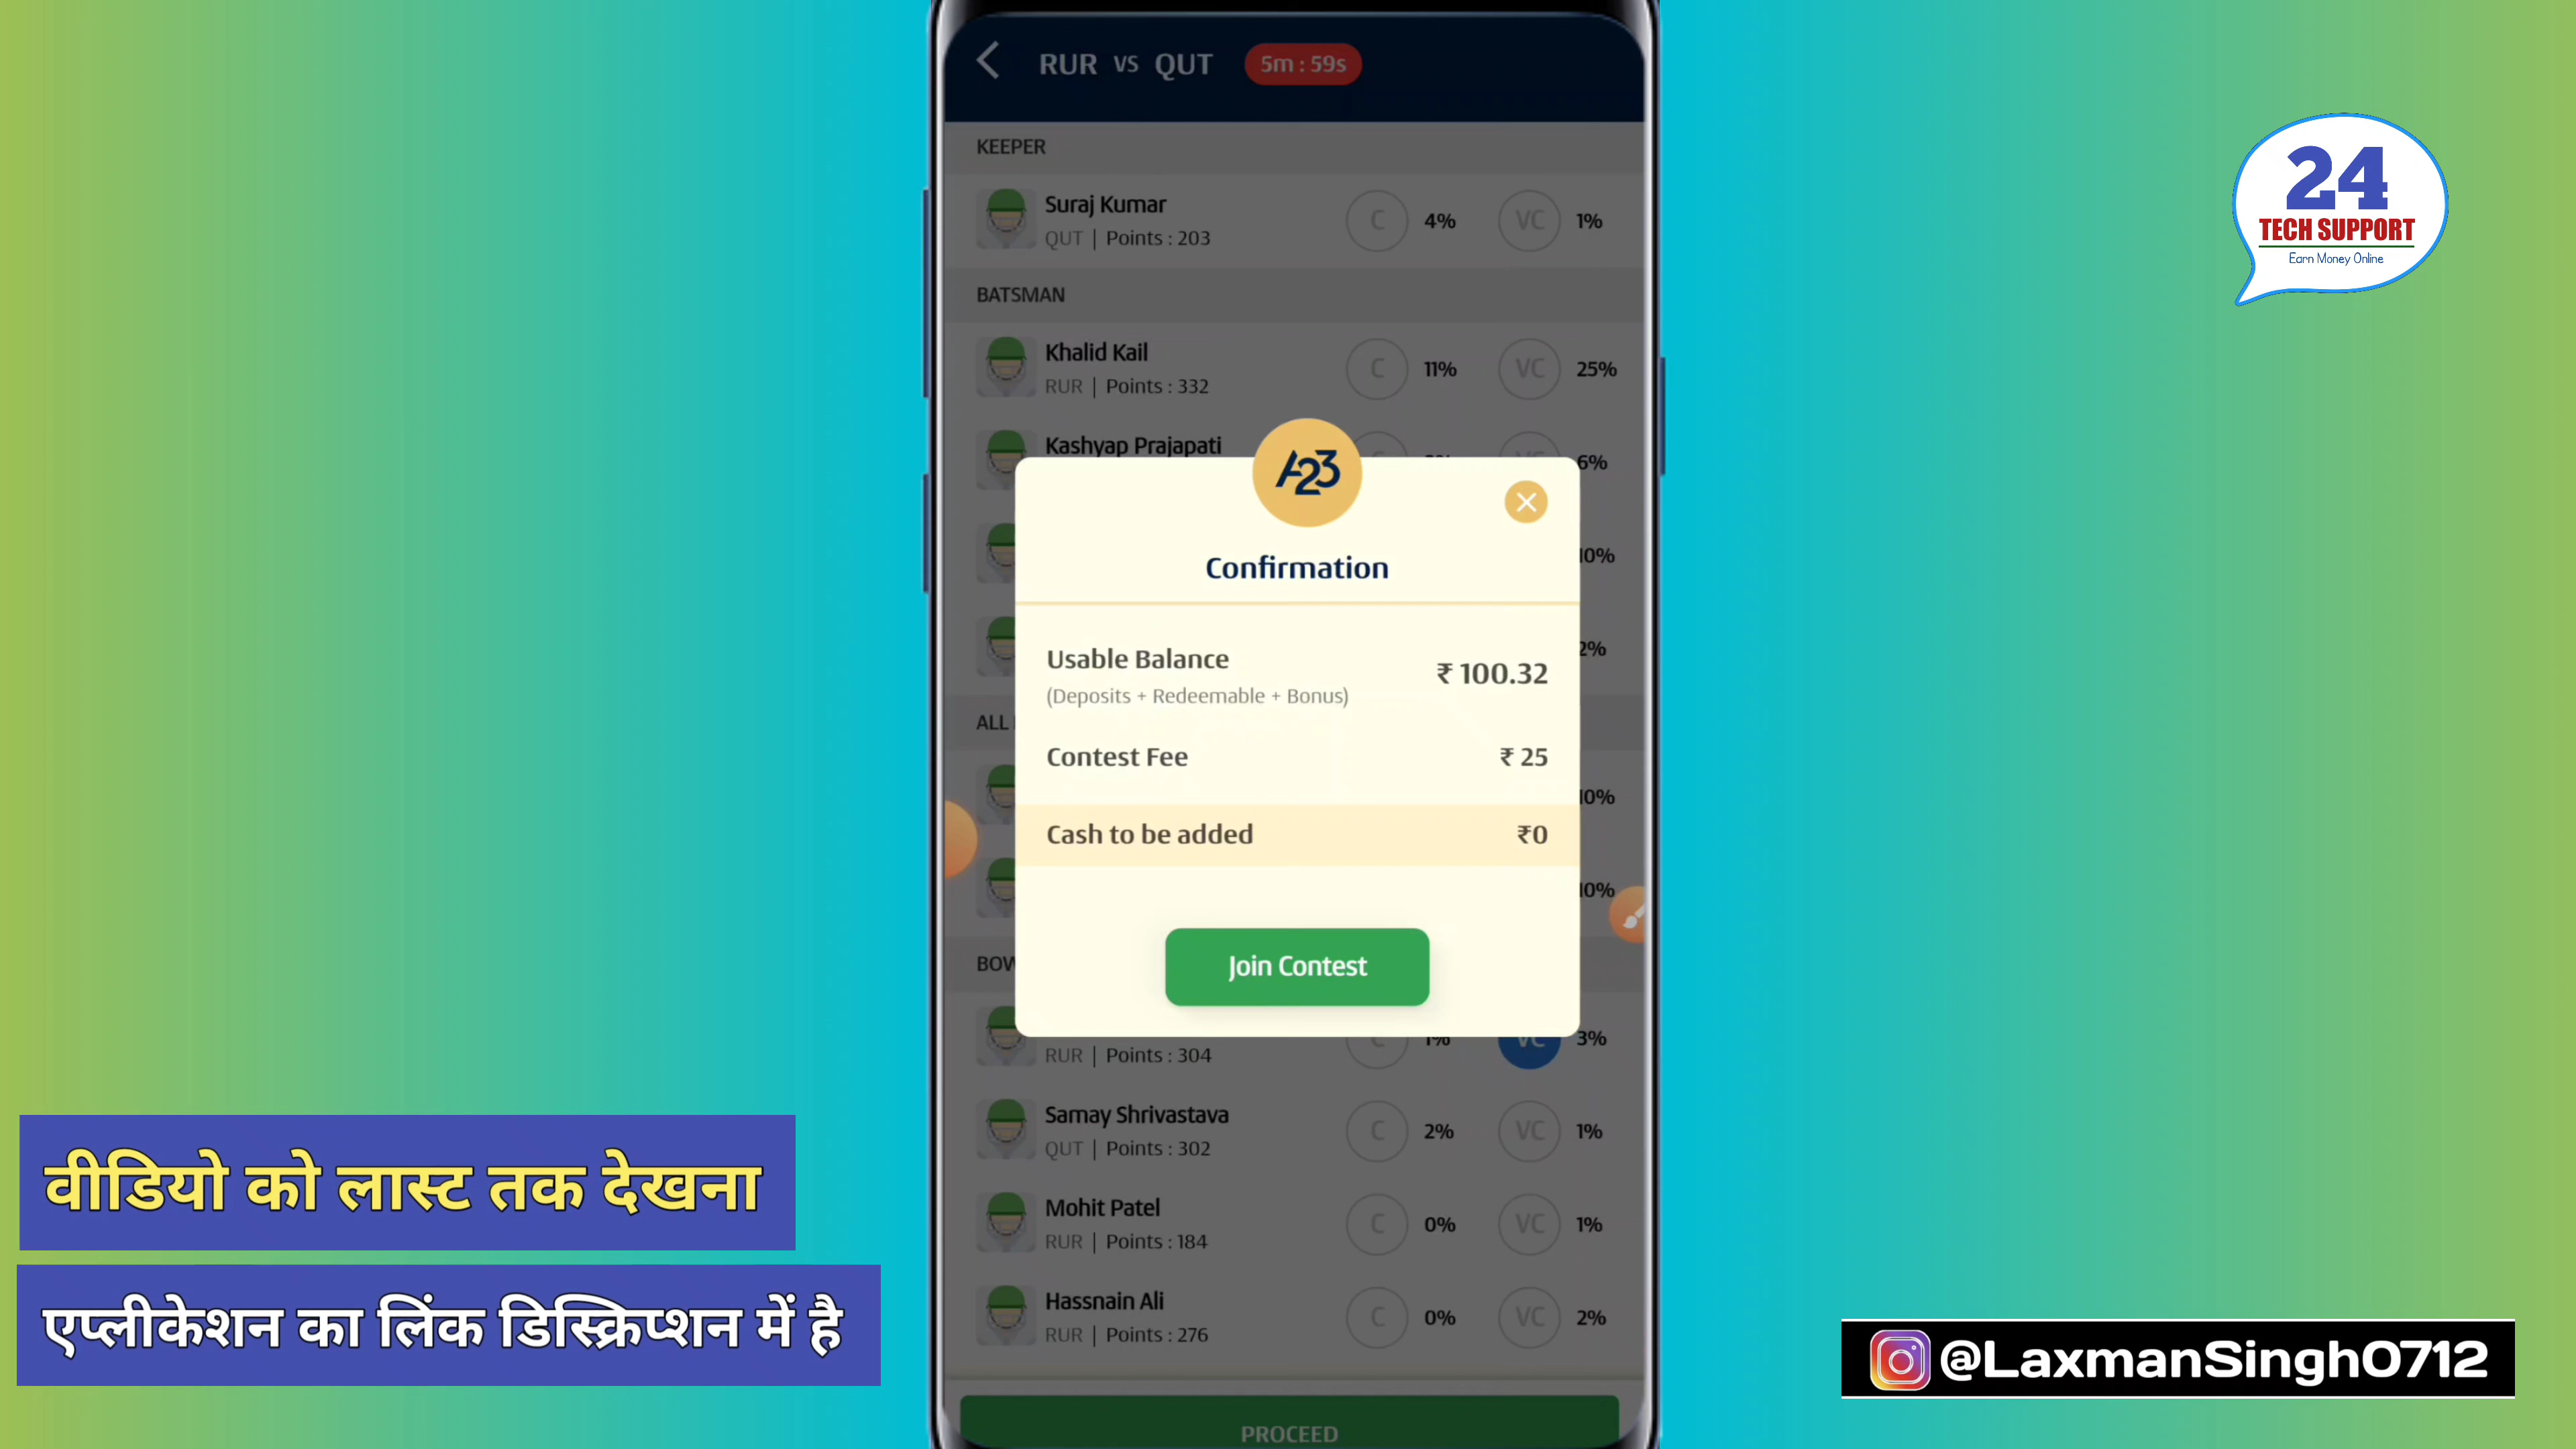 RUR VS QUT 5m : 59s
KEEPER
Suraj Kumar C 4% VC 1%
QUT | Points : 203
BATSMAN
Khalid Kail C 11% VC 25%
RUR | Points : 332
Kashyap Prajapati 6%
A23
Confirmation
10%
Usable Balance ₹ 100.32
(Deposits + Redeemable + Bonus)
2%
ALL
Contest Fee ₹ 25
10%
Cash to be added ₹0
10%
Join Contest
BOW
1% VC 3%
RUR | Points : 304
Samay Shrivastava C 2% VC 1%
QUT | Points : 302
Mohit Patel C 0% VC 1%
RUR | Points : 184
Hassnain Ali C 0% VC 2%
RUR | Points : 276
PROCEED
24
TECH SUPPORT
Earn Money Online
वीडियो को लास्ट तक देखना
एप्लीकेशन का लिंक डिस्क्रिप्शन में है
@LaxmanSingh0712